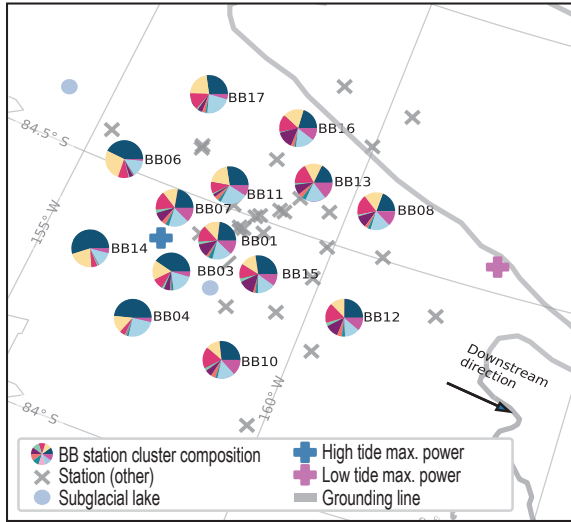 BB17
BB16
84.5° S
BB06
BB11
BB13
BB07
BB08
155° W
BB01
BB14
BB03
BB15
BB04
BB12
BB10
Downstream
direction
160° W
84° S
BB station cluster composition
Station (other)
Subglacial lake
High tide max. power
Low tide max. power
Grounding line